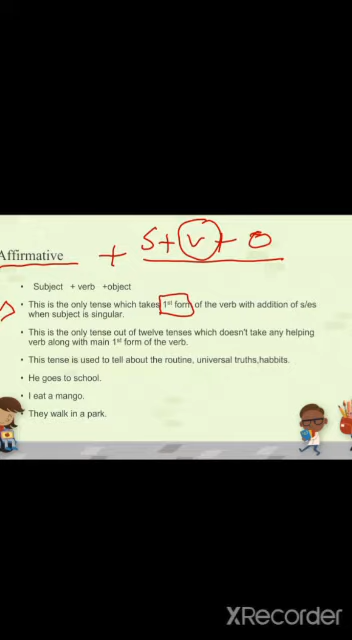 S + V + O
Affirmative +
Subject + verb +object
This is the only tense which takes 1st form of the verb with addition of s/es
when subject is singular.
This is the only tense out of twelve tenses which doesn't take any helping
verb along with main 1st form of the verb.
This tense is used to tell about the routine, universal truths,habbits.
He goes to school.
I eat a mango.
They walk in a park.
XRecorder